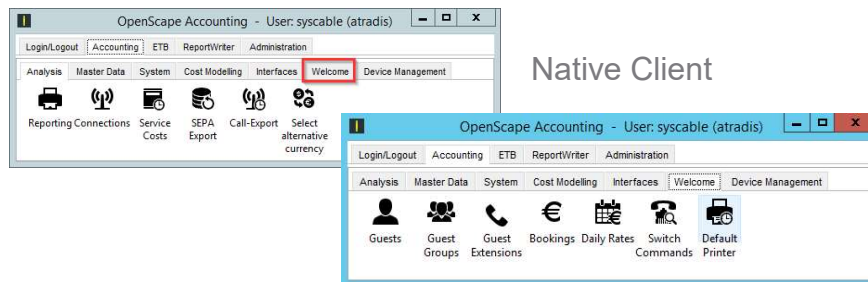 OpenScape Accounting - User: syscable (atradis)
Login/Logout Accounting ETB ReportWriter Administration
Analysis Master Data System Cost Modelling Interfaces Welcome Device Management
Reporting Connections Service Costs SEPA Export Call-Export Select alternative currency
Native Client
OpenScape Accounting - User: syscable (atradis)
Login/Logout Accounting ETB ReportWriter Administration
Analysis Master Data System Cost Modelling Interfaces Welcome Device Management
Guests Guest Groups Guest Extensions Bookings Daily Rates Switch Commands Default Printer